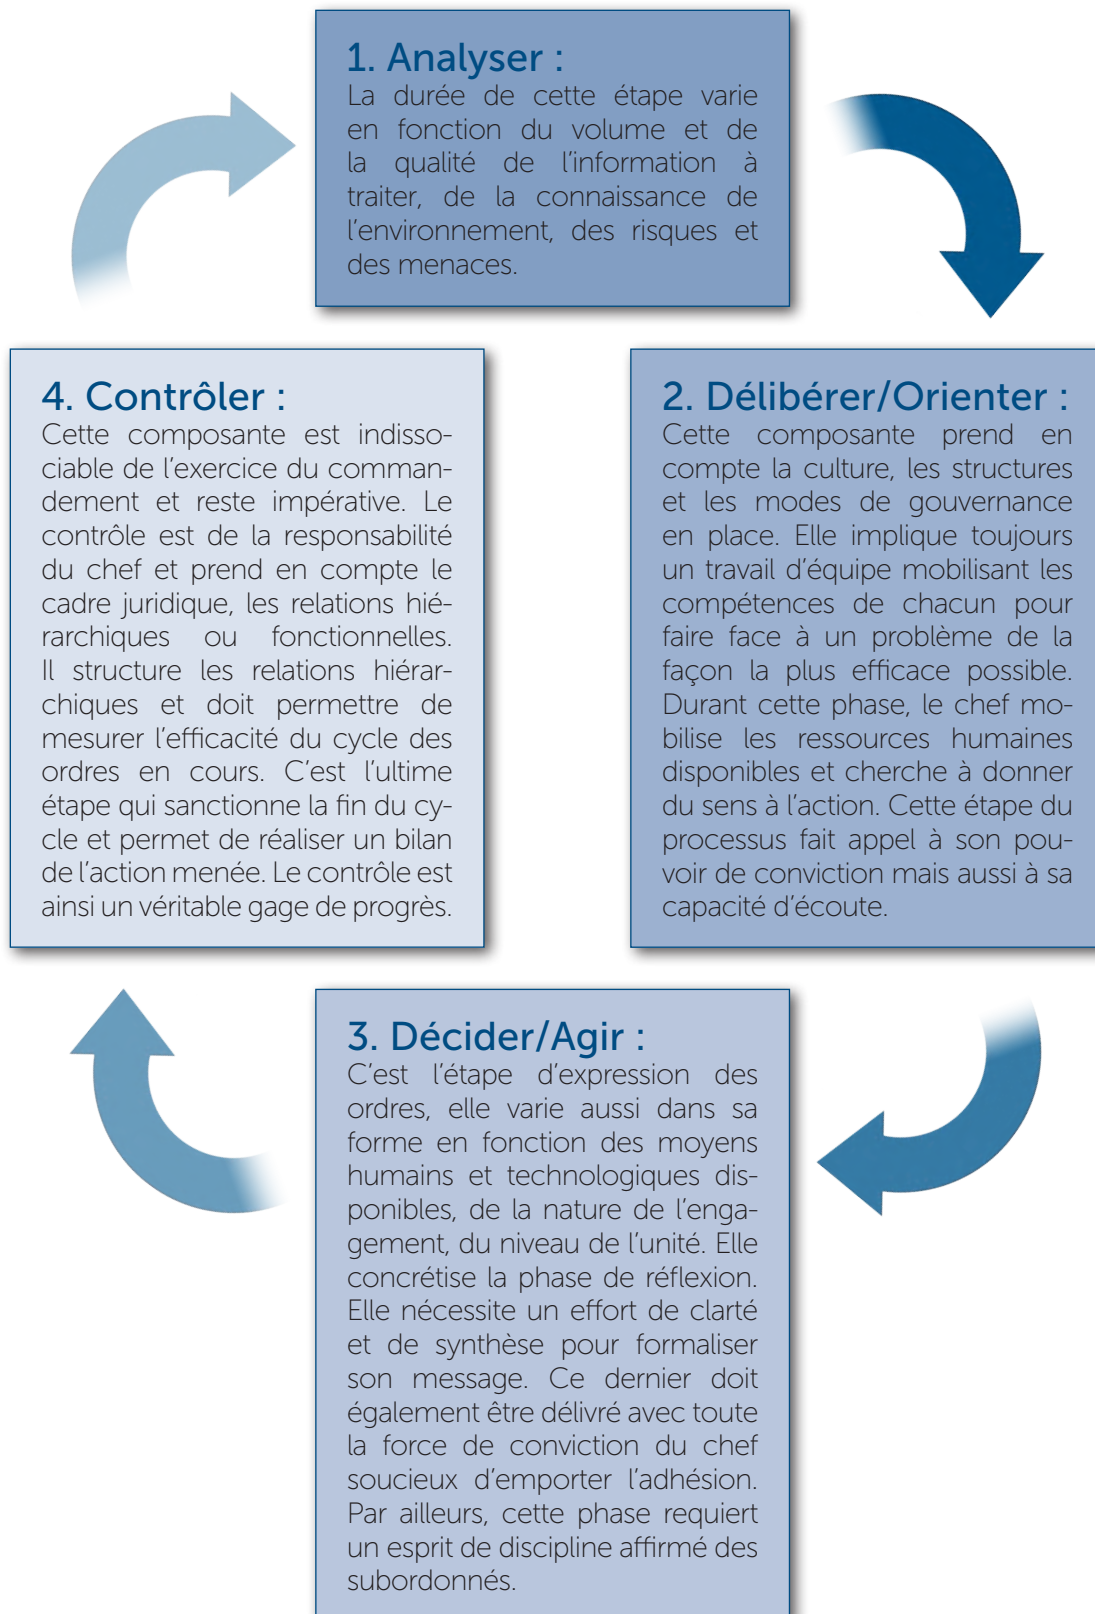 1. Analyser :
La durée de cette étape varie
en fonction du volume et de
la qualité de l’information à
traiter, de la connaissance de
l’environnement, des risques et
des menaces.
2. Délibérer/Orienter :
Cette composante prend en
compte la culture, les structures
et les modes de gouvernance
en place. Elle implique toujours
un travail d’équipe mobilisant les
compétences de chacun pour
faire face à un problème de la
façon la plus efficace possible.
Durant cette phase, le chef mo-
bilise les ressources humaines
disponibles et cherche à donner
du sens à l’action. Cette étape du
processus fait appel à son pou-
voir de conviction mais aussi à sa
capacité d’écoute.
3. Décider/Agir :
C’est l’étape d’expression des
ordres, elle varie aussi dans sa
forme en fonction des moyens
humains et technologiques dis-
ponibles, de la nature de l’enga-
gement, du niveau de l’unité. Elle
concrétise la phase de réflexion.
Elle nécessite un effort de clarté
et de synthèse pour formaliser
son message. Ce dernier doit
également être délivré avec toute
la force de conviction du chef
soucieux d’emporter l’adhésion.
Par ailleurs, cette phase requiert
un esprit de discipline affirmé des
subordonnés.
4. Contrôler :
Cette composante est indisso-
ciable de l’exercice du comman-
dement et reste impérative. Le
contrôle est de la responsabilité
du chef et prend en compte le
cadre juridique, les relations hié-
rarchiques ou fonctionnelles.
Il structure les relations hiérar-
chiques et doit permettre de
mesurer l’efficacité du cycle des
ordres en cours. C’est l’ultime
étape qui sanctionne la fin du cy-
cle et permet de réaliser un bilan
de l’action menée. Le contrôle est
ainsi un véritable gage de progrès.